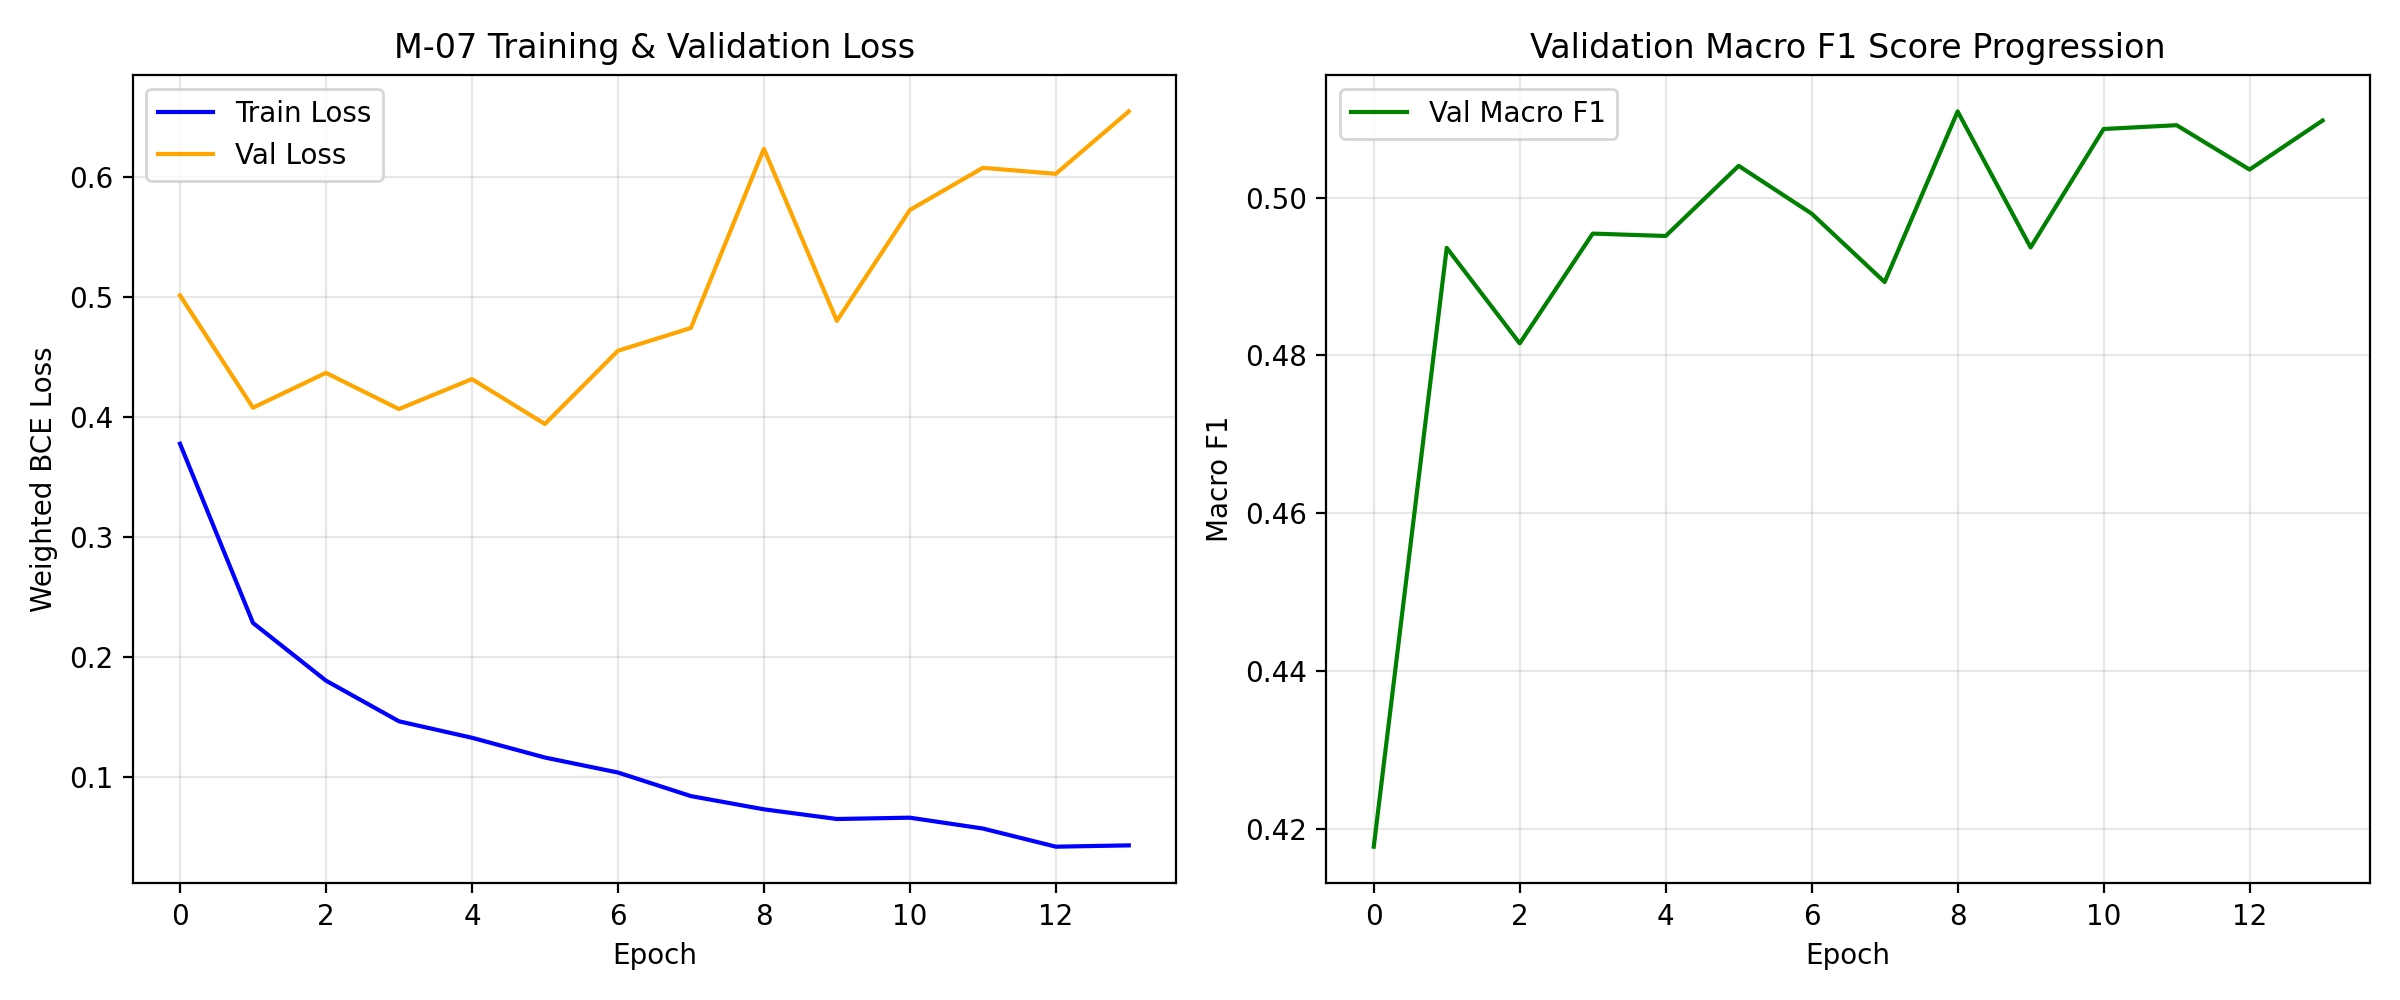 M-07 Training & Validation Loss
Train Loss
Val Loss
Weighted BCE Loss
0.6
0.5
0.4
0.3
0.2
0.1
0 2 4 6 8 10 12
Epoch
Validation Macro F1 Score Progression
Val Macro F1
Macro F1
0.50
0.48
0.46
0.44
0.42
0 2 4 6 8 10 12
Epoch